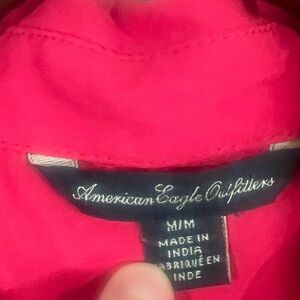 American Eagle Outfitters
M/M
MADE IN
INDIA
FABRIQUÉ EN
INDE